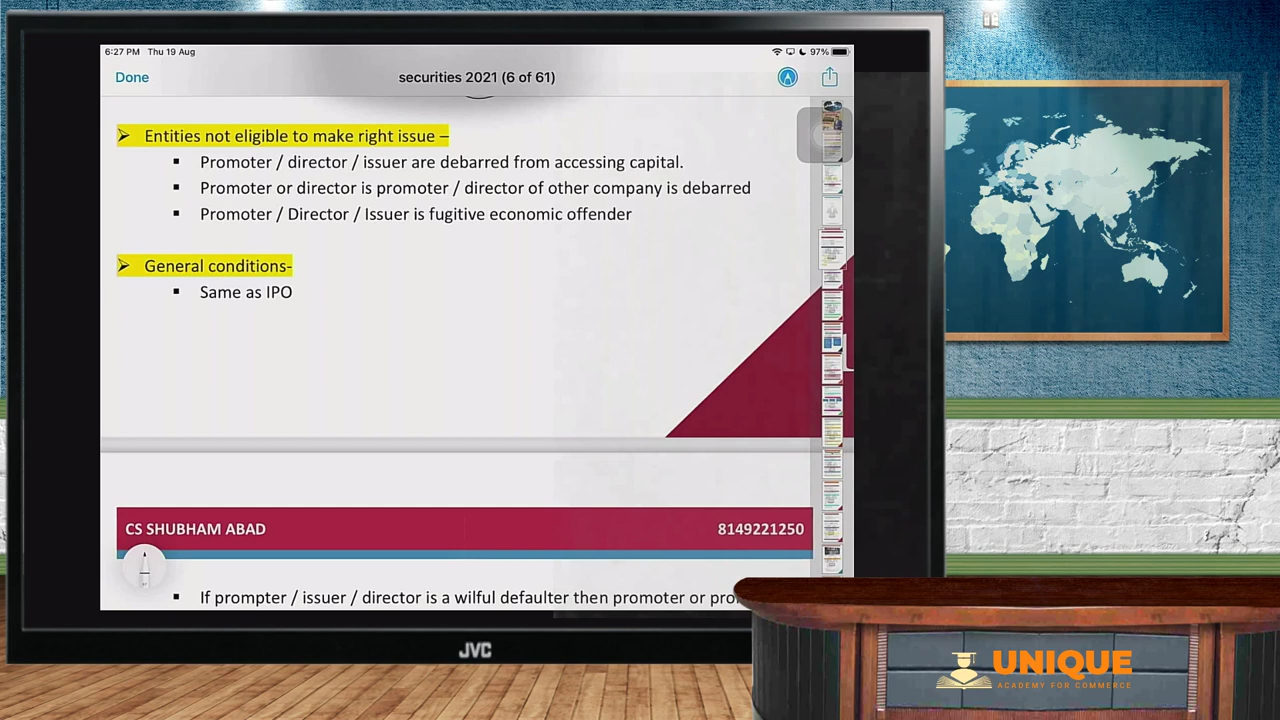 6:27 PM Thu 19 Aug
97%
Done
securities 2021 (6 of 61)
➢ Entities not eligible to make right issue –
▪ Promoter / director / issuer are debarred from accessing capital.
▪ Promoter or director is promoter / director of other company is debarred
▪ Promoter / Director / Issuer is fugitive economic offender
➢ General conditions-
▪ Same as IPO
CS SHUBHAM ABAD
8149221250
▪ If prompter / issuer / director is a wilful defaulter then promoter or
JVC
UNIQUE
ACADEMY FOR COMMERCE